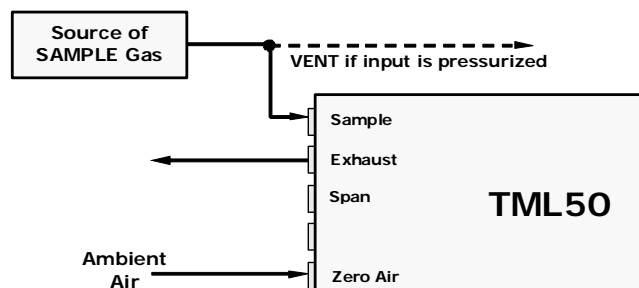 Source of
SAMPLE Gas
VENT if input is pressurized
Sample
Exhaust
Span
TML50
Ambient
Air
Zero Air